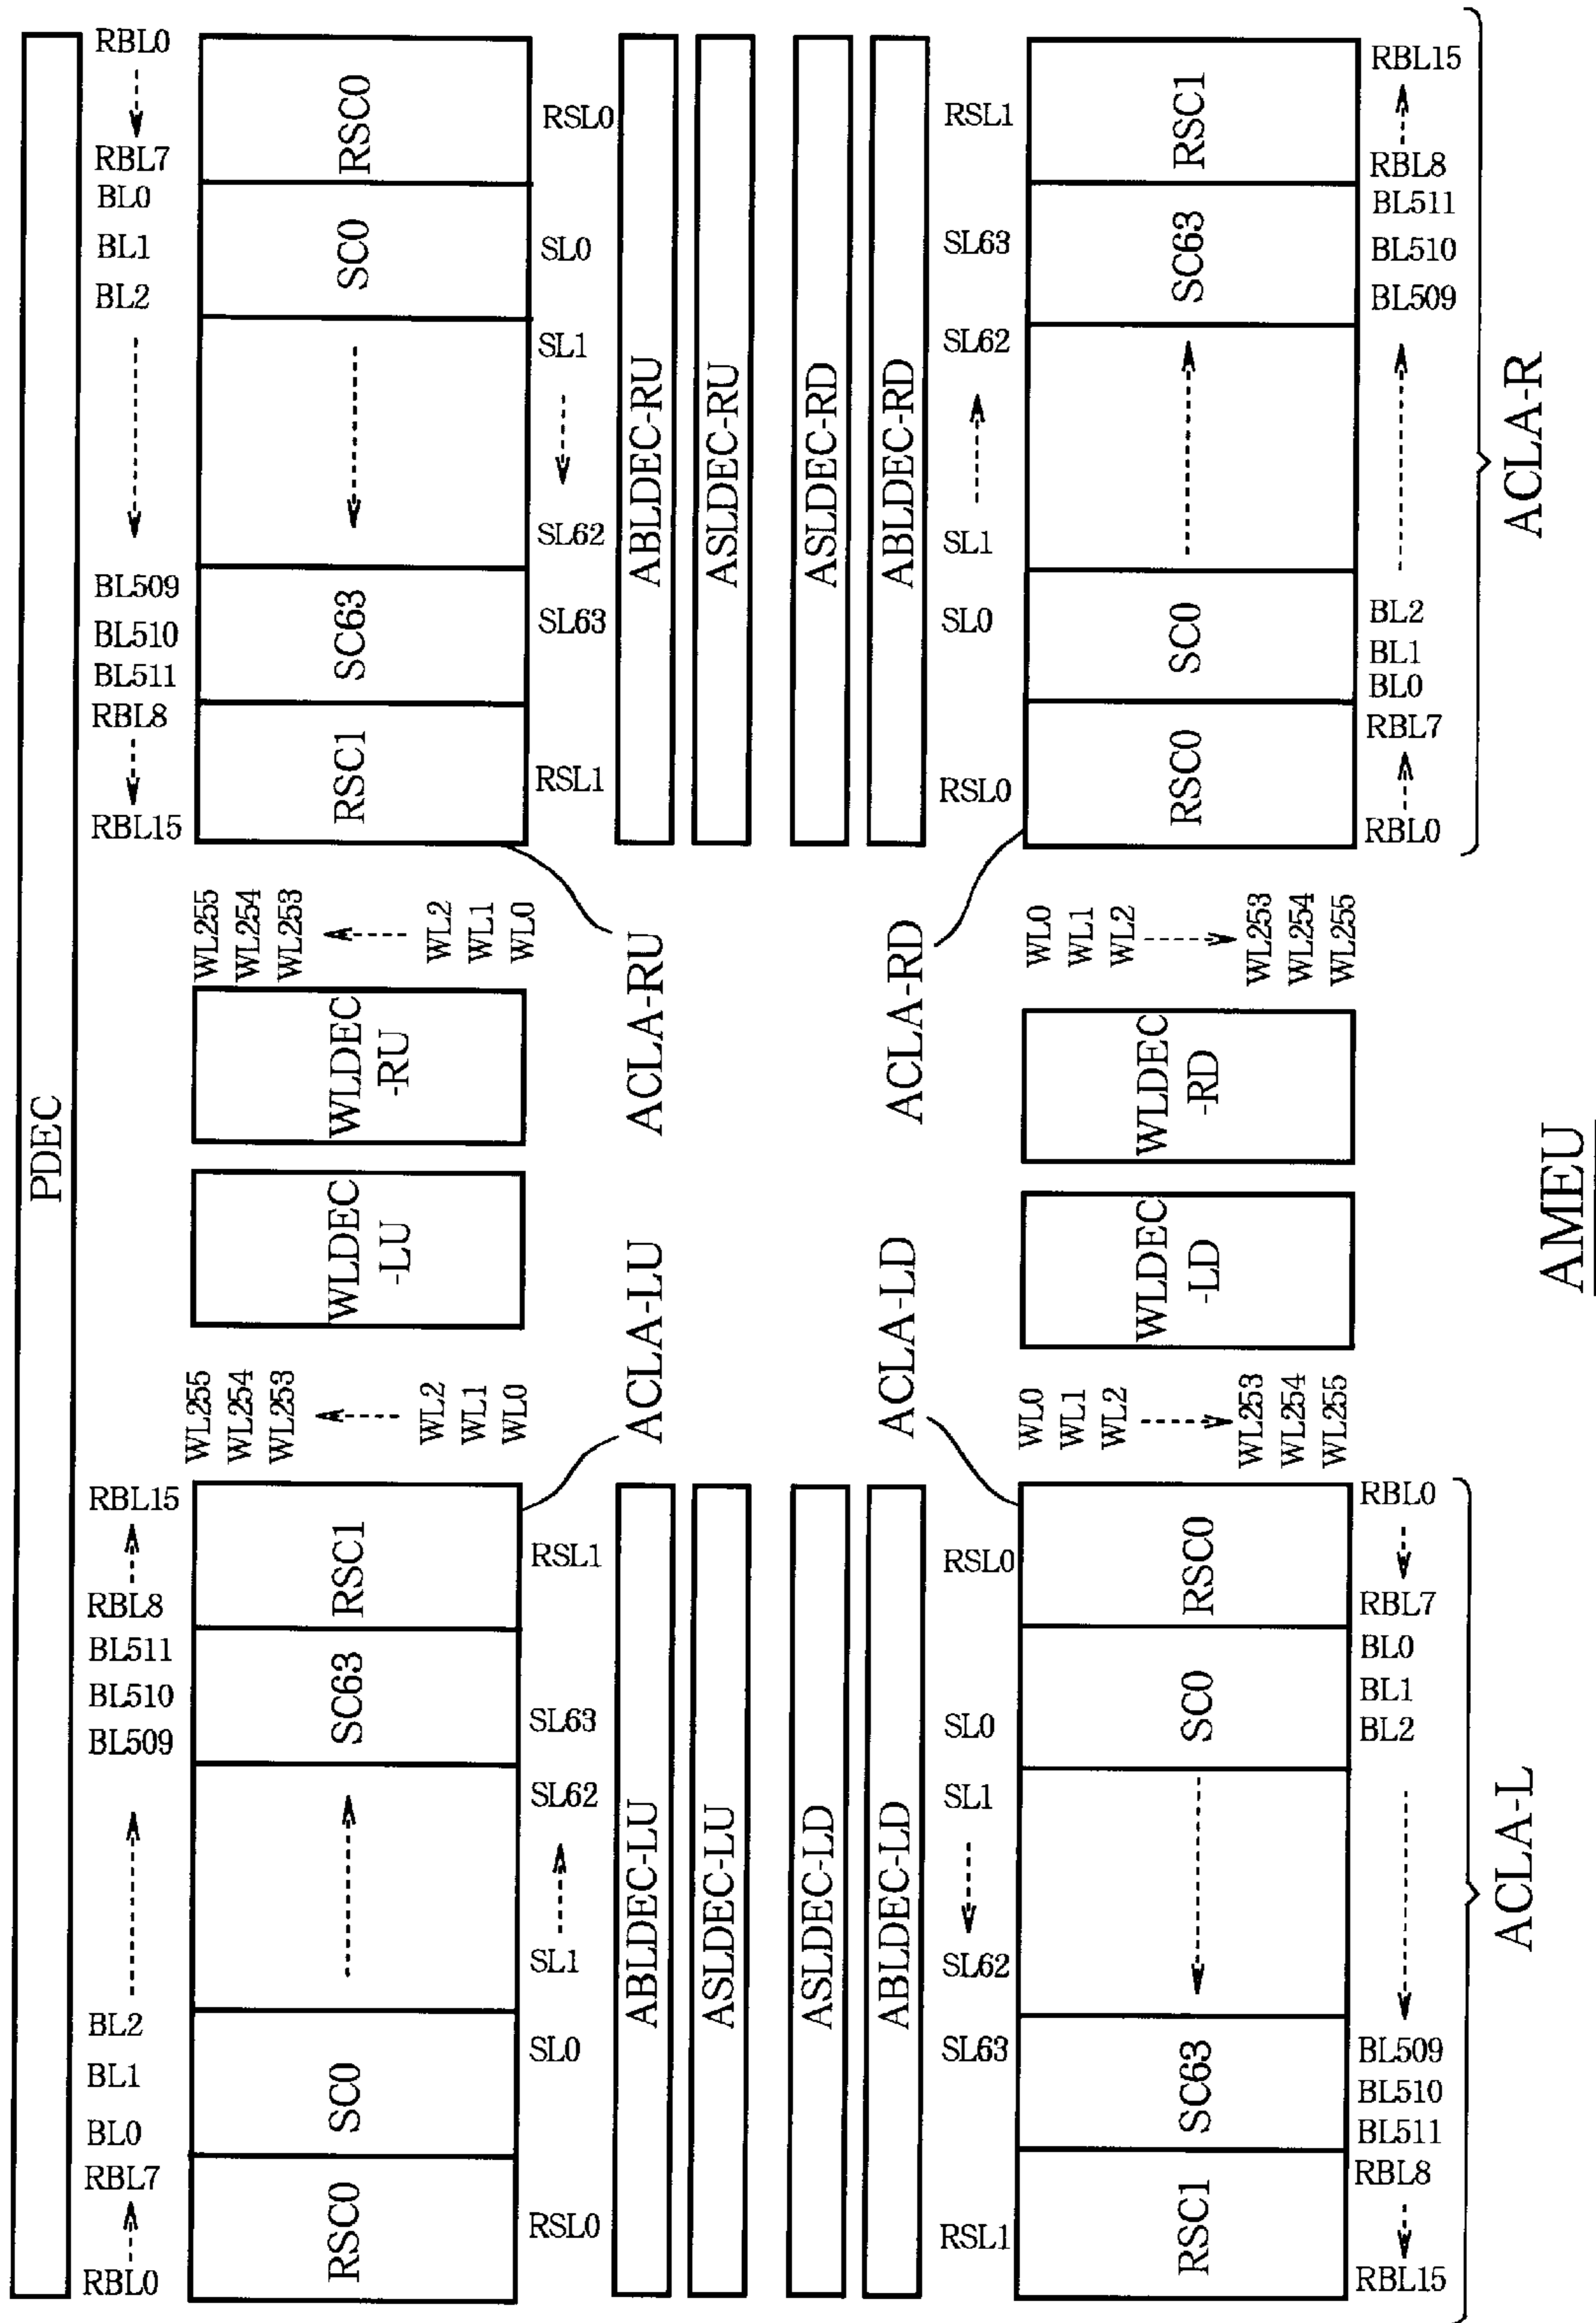 PDEC
RBL0
RBL7
BL0
BL1
BL2
BL509
BL510
BL511
RBL8
RBL15
RSC0
SC0
SC63
RSC1
RSL0
SL0
SL1
SL62
SL63
RSL1
ABLDEC-LU
ASLDEC-LU
WL255
WL254
WL253
WL2
WL1
WL0
WLDEC
-LU
ACLA-LU
WLDEC
-RU
WL255
WL254
WL253
WL2
WL1
WL0
ACLA-RU
RBL15
RBL8
BL511
BL510
BL509
BL2
BL1
BL0
RBL7
RBL0
RSC1
SC63
SC0
RSC0
RSL1
SL63
SL62
SL1
SL0
RSL0
ABLDEC-RU
ASLDEC-RU
ASLDEC-LD
ABLDEC-LD
RSL1
SL63
SL62
SL1
SL0
RSL0
RSC1
SC63
SC0
RSC0
RBL15
RBL8
BL511
BL510
BL509
BL2
BL1
BL0
RBL7
RBL0
ACLA-L
ACLA-LD
WL0
WL1
WL2
WL253
WL254
WL255
WLDEC
-LD
ACLA-RD
WLDEC
-RD
WL0
WL1
WL2
WL253
WL254
WL255
ASLDEC-RD
ABLDEC-RD
RSL0
SL0
SL1
SL62
SL63
RSL1
RSC0
SC0
SC63
RSC1
RBL0
RBL7
BL0
BL1
BL2
BL509
BL510
BL511
RBL8
RBL15
ACLA-R
AMEU